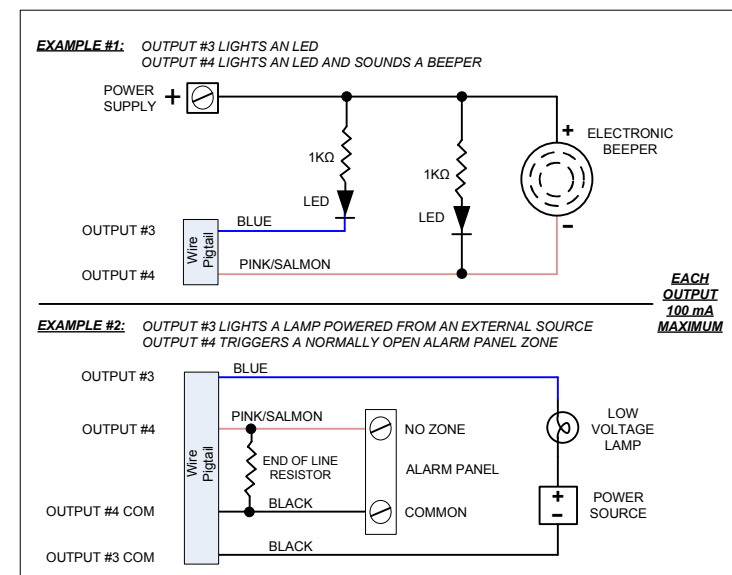 EXAMPLE #1: OUTPUT #3 LIGHTS AN LED
OUTPUT #4 LIGHTS AN LED AND SOUNDS A BEEPER
POWER
SUPPLY
+
+
ELECTRONIC
BEEPER
1KΩ
1KΩ
LED
LED
OUTPUT #3
BLUE
Wire
Pigtail
OUTPUT #4
PINK/SALMON
–
EACH
OUTPUT
100 mA
MAXIMUM
EXAMPLE #2: OUTPUT #3 LIGHTS A LAMP POWERED FROM AN EXTERNAL SOURCE
OUTPUT #4 TRIGGERS A NORMALLY OPEN ALARM PANEL ZONE
OUTPUT #3
BLUE
OUTPUT #4
PINK/SALMON
NO ZONE
LOW
VOLTAGE
LAMP
Wire
Pigtail
END OF LINE
RESISTOR
ALARM PANEL
OUTPUT #4 COM
BLACK
COMMON
+
–
POWER
SOURCE
OUTPUT #3 COM
BLACK